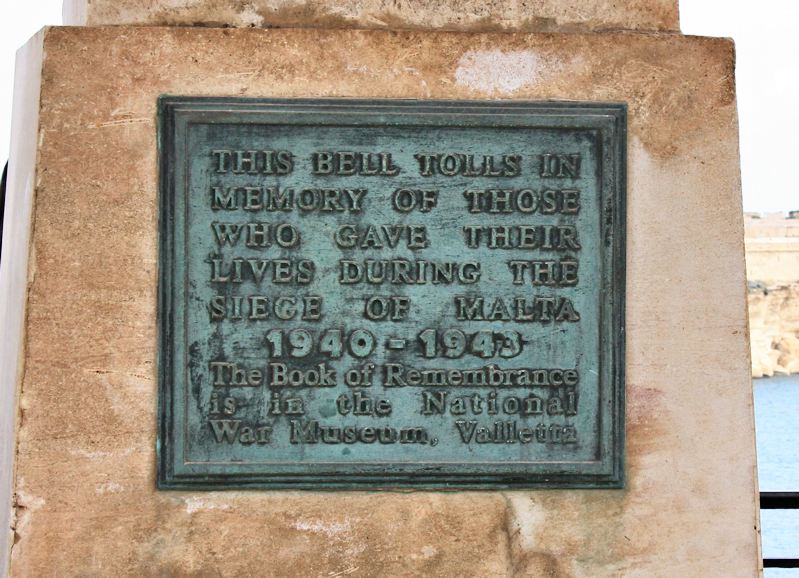 THIS BELL TOLLS IN
MEMORY OF THOSE
WHO GAVE THEIR
LIVES DURING THE
SIEGE OF MALTA
1940 - 1943
The Book of Remembrance
is in the National
War Museum, Valletta